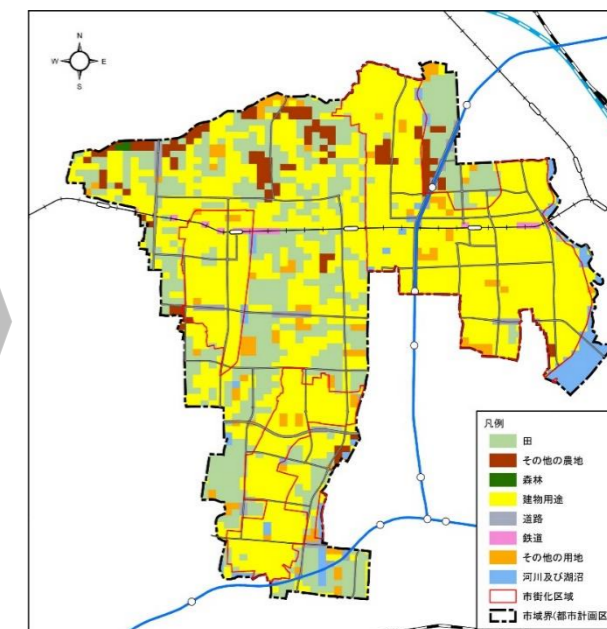 N
W E
S
凡例
田
その他の農地
森林
建物用途
道路
鉄道
その他の用地
河川及び湖沼
市街化区域
市域界(都市計画区